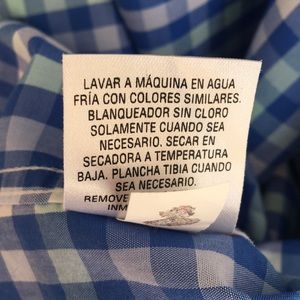 LAVAR A MÁQUINA EN AGUA
FRÍA CON COLORES SIMILARES.
BLANQUEADOR SIN CLORO
SOLAMENTE CUANDO SEA
NECESARIO. SECAR EN
SECADORA A TEMPERATURA
BAJA. PLANCHA TIBIA CUANDO
SEA NECESARIO.
REMOVE